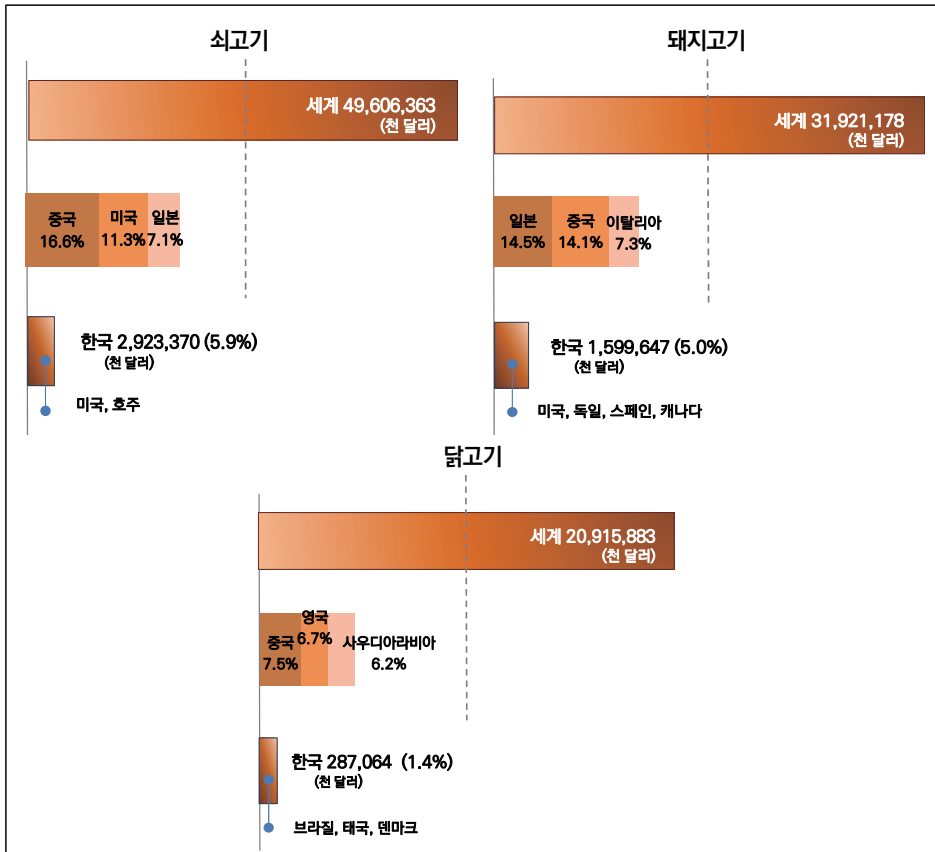 쇠고기
세계 49,606,363
(천 달러)
중국 미국 일본
16.6% 11.3% 7.1%
한국 2,923,370 (5.9%)
(천 달러)
미국, 호주
돼지고기
세계 31,921,178
(천 달러)
일본 중국 이탈리아
14.5% 14.1% 7.3%
한국 1,599,647 (5.0%)
(천 달러)
미국, 독일, 스페인, 캐나다
닭고기
세계 20,915,883
(천 달러)
중국
7.5%
영국
6.7%
사우디아라비아
6.2%
한국 287,064 (1.4%)
(천 달러)
브라질, 태국, 덴마크